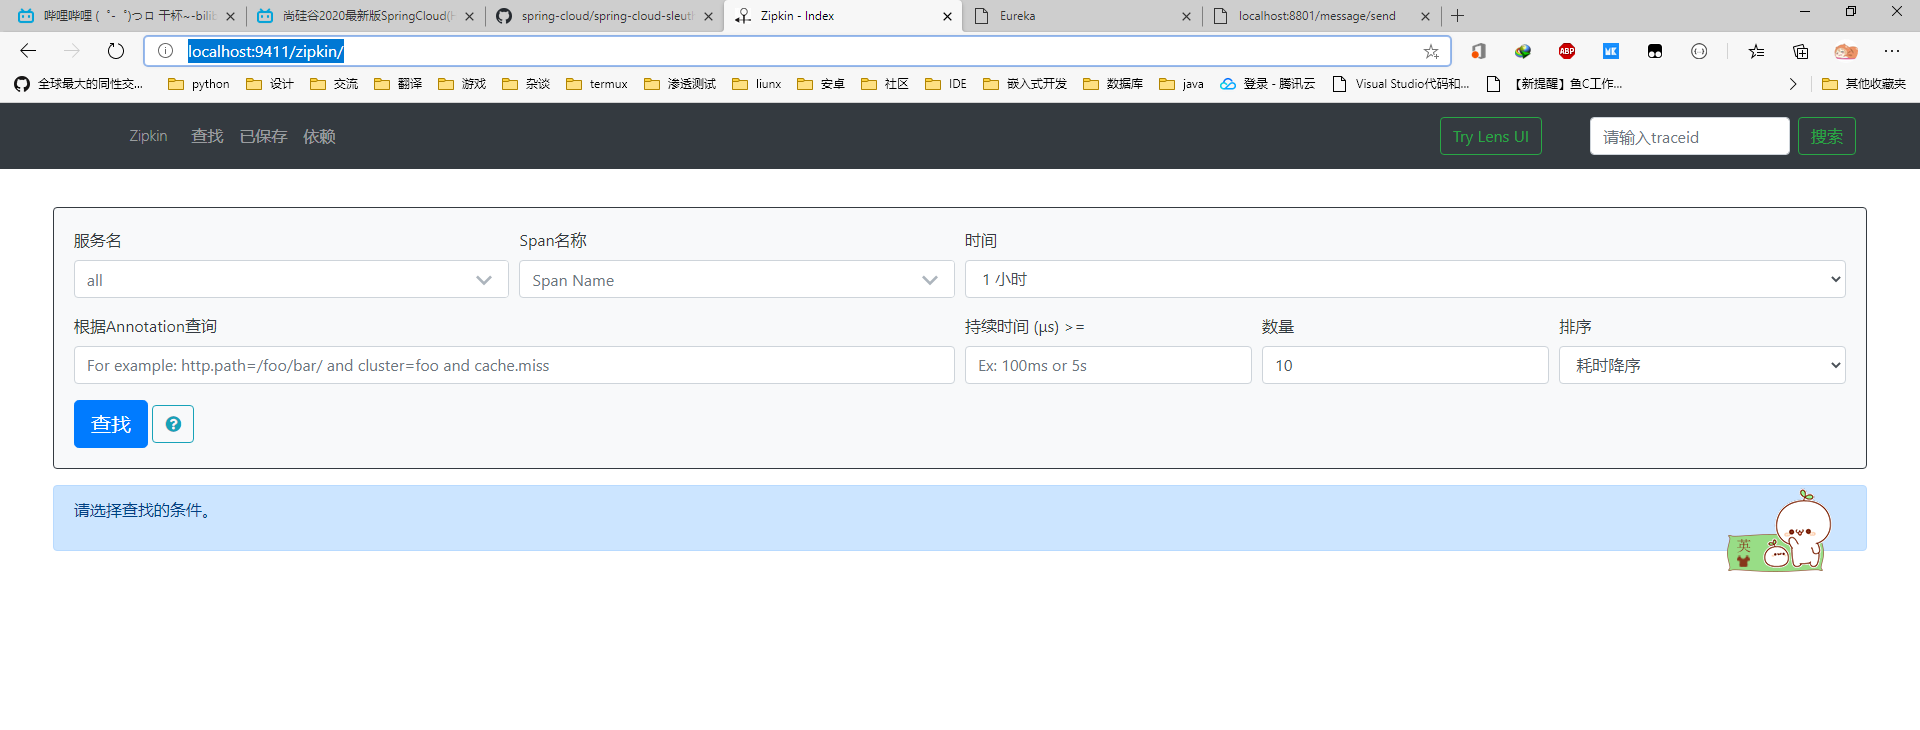 哔哩哔哩 (゜-゜)つロ 干杯~-bilib
尚硅谷2020最新版SpringCloud(H
spring-cloud/spring-cloud-sleuth
Zipkin - Index
Eureka
localhost:8801/message/send
localhost:9411/zipkin/
全球最大的同性交...
python
设计
交流
翻译
游戏
杂谈
termux
渗透测试
liunx
安卓
社区
IDE
嵌入式开发
数据库
java
登录 - 腾讯云
Visual Studio代码和...
【新提醒】鱼C工作...
其他收藏夹
Zipkin 查找 已保存 依赖
Try Lens UI
请输入traceid
搜索
服务名 Span名称 时间
all Span Name 1 小时
根据Annotation查询 持续时间 (μs) >= 数量 排序
For example: http.path=/foo/bar/ and cluster=foo and cache.miss Ex: 100ms or 5s 10 耗时降序
查找
请选择查找的条件。
英